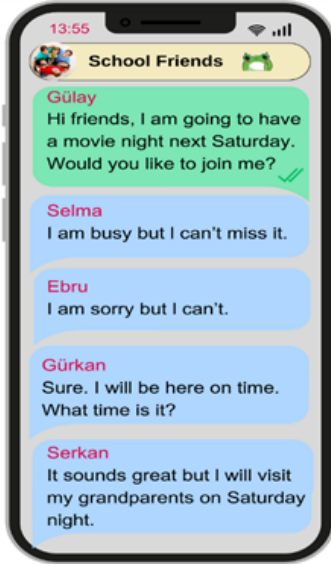 13:55
School Friends
Gülay
Hi friends, I am going to have
a movie night next Saturday.
Would you like to join me?
Selma
I am busy but I can't miss it.
Ebru
I am sorry but I can't.
Gürkan
Sure. I will be here on time.
What time is it?
Serkan
It sounds great but I will visit
my grandparents on Saturday
night.